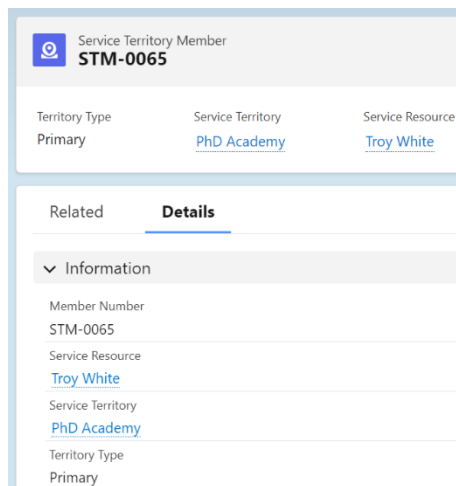 Service Territory Member
STM-0065
Territory Type Service Territory Service Resource
Primary PhD Academy Troy White
Related Details
Information
Member Number
STM-0065
Service Resource
Troy White
Service Territory
PhD Academy
Territory Type
Primary